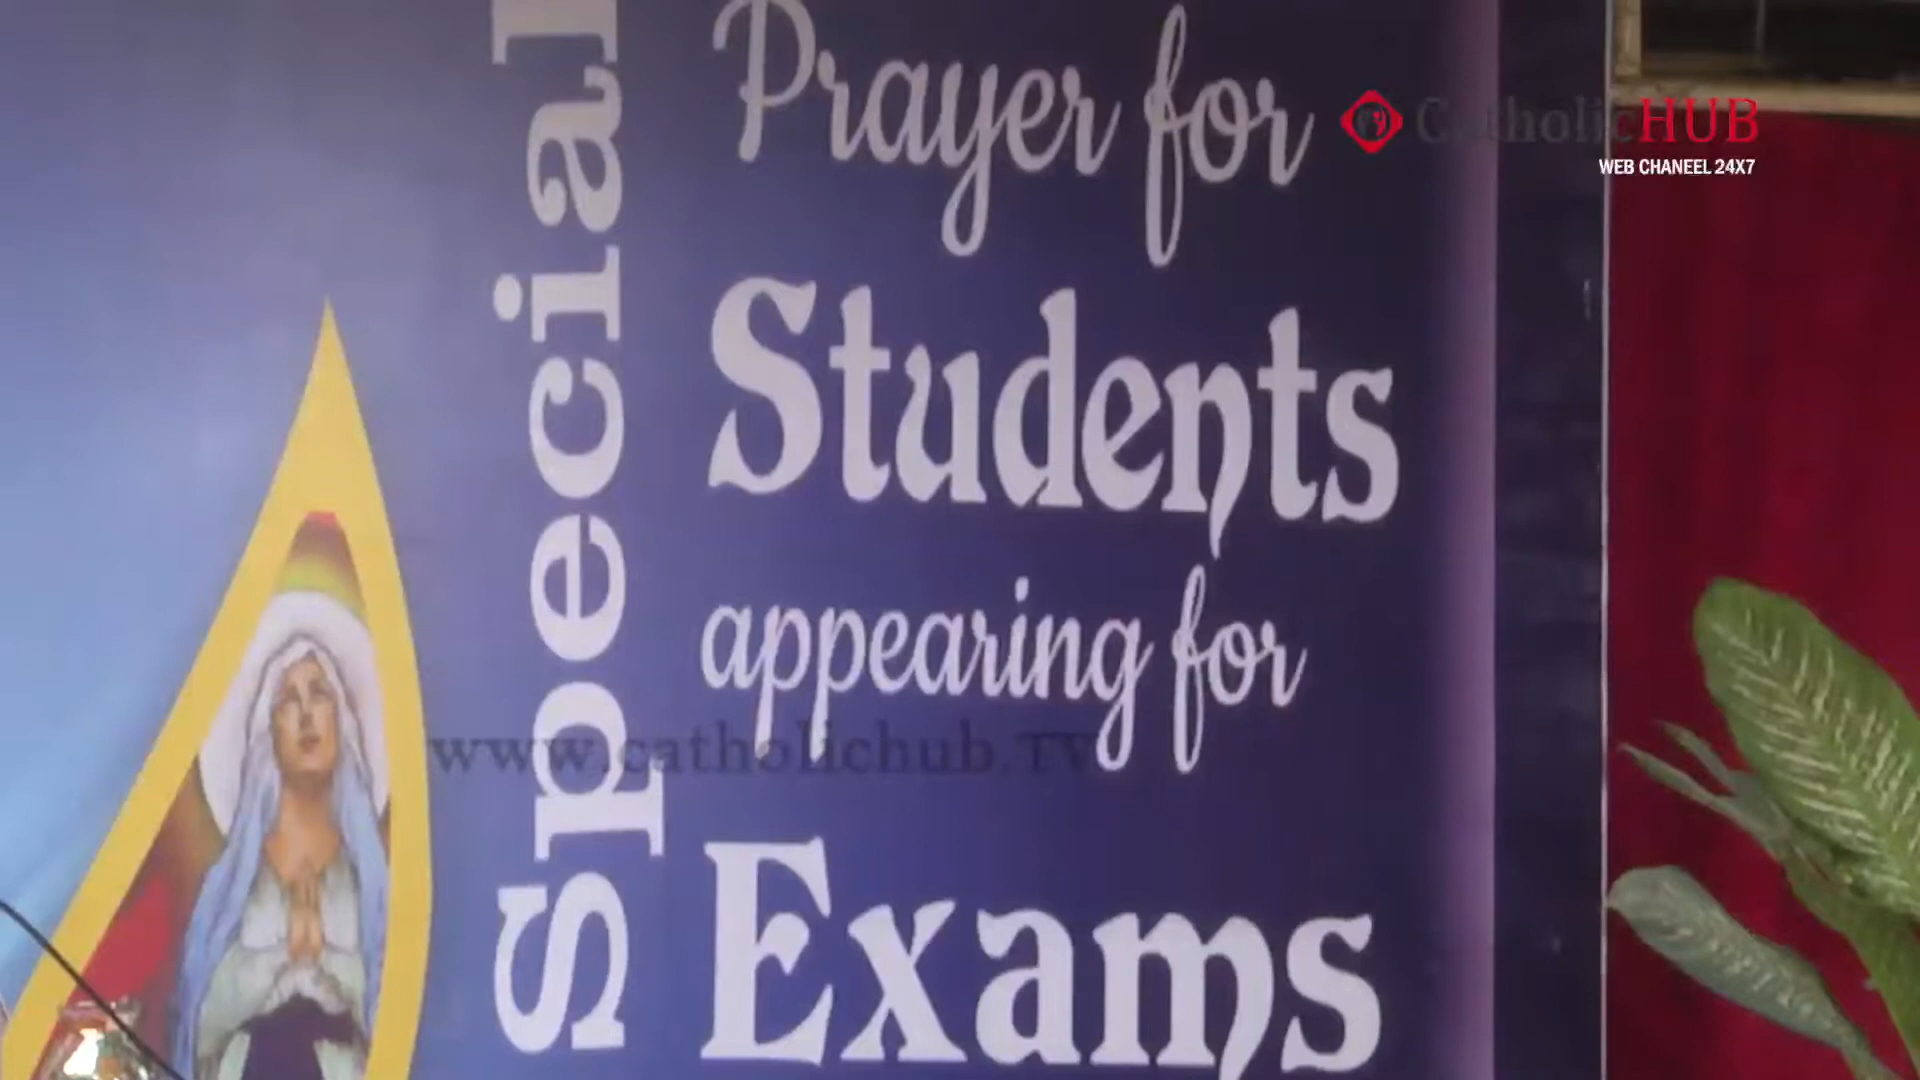 Special
Prayer for
Students
appearing for
Exams
CatholicHUB
WEB CHANEEL 24X7
www.catholichub.TV